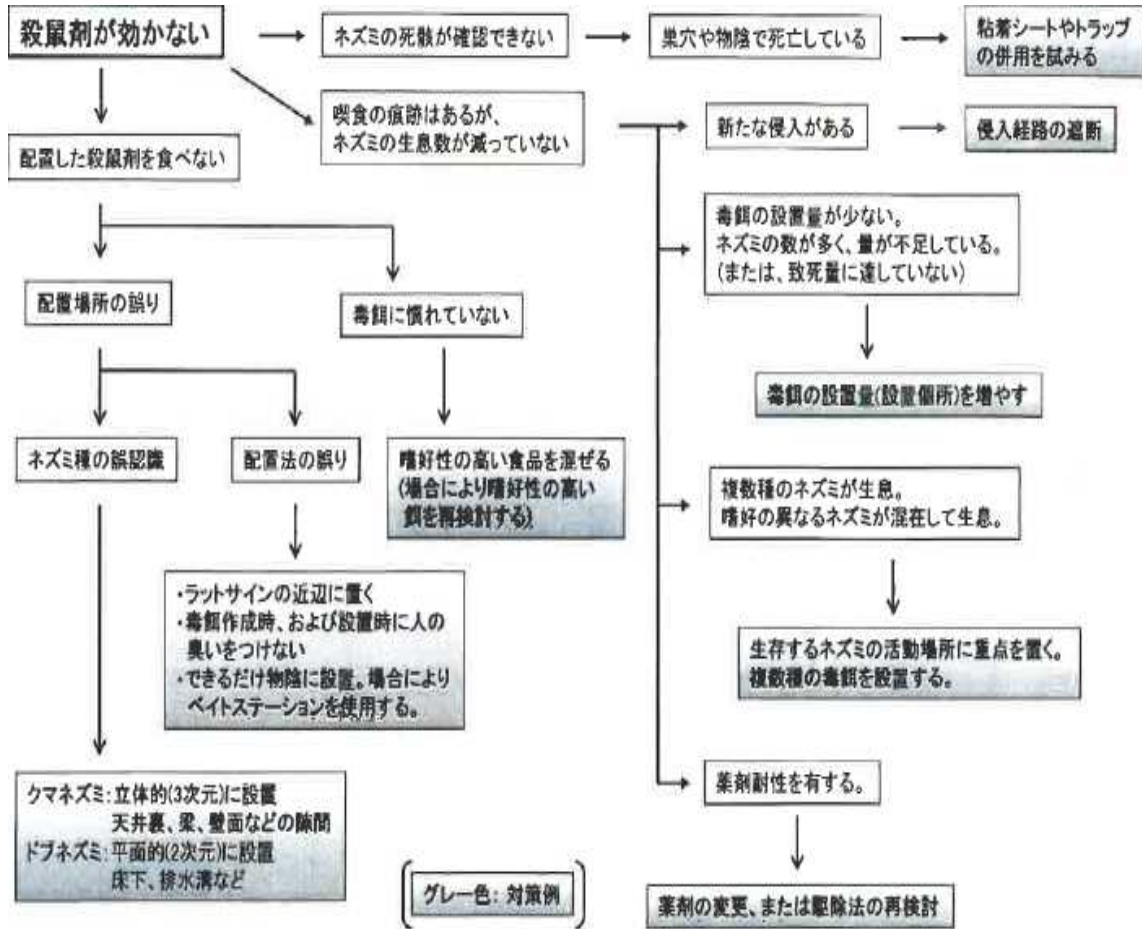 殺鼠剤が効かない
ネズミの死骸が確認できない
巣穴や物陰で死亡している
粘着シートやトラップ
の併用を試みる
喫食の痕跡はあるが、
ネズミの生息数が減っていない
新たな侵入がある
侵入経路の遮断
配置した殺鼠剤を食べない
毒餌の設置量が少ない。
ネズミの数が多く、量が不足している。
(または、致死量に達していない)
配置場所の誤り
毒餌に慣れていない
毒餌の設置量(設置個所)を増やす
ネズミ種の誤認識
配置法の誤り
嗜好性の高い食品を混ぜる
(場合により嗜好性の高い
餌を再検討する)
複数種のネズミが生息。
嗜好の異なるネズミが混在して生息。
・ラットサインの近辺に置く
・毒餌作成時、および設置時に人の
臭いをつけない
・できるだけ物陰に設置。場合により
ベイトステーションを使用する。
生存するネズミの活動場所に重点を置く。
複数種の毒餌を設置する。
薬剤耐性を有する。
クマネズミ:立体的(3次元)に設置
天井裏、梁、壁面などの隙間
ドブネズミ:平面的(2次元)に設置
床下、排水溝など
グレー色: 対策例
薬剤の変更、または駆除法の再検討